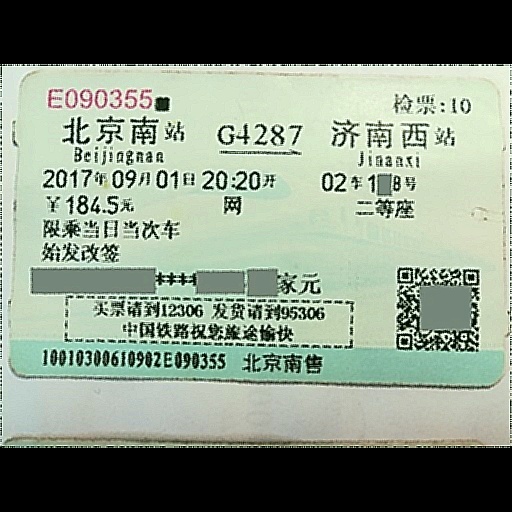 E090355
检票:10
北京南站 G4287 济南西站
Beijingnan Jinanxi
2017年09月01日20:20开 02车1 8号
￥184.5元 网 二等座
限乘当日当次车
始发改签
**** 家元
买票请到12306 发货请到95306
中国铁路祝您旅途愉快
10010300610902E090355 北京南售